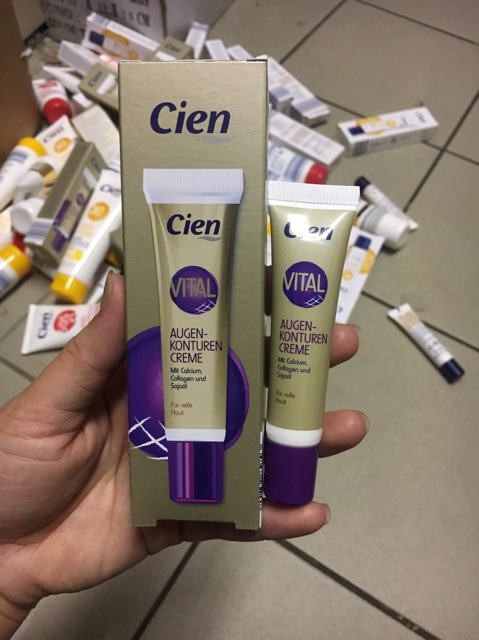 Cien
Cien
VITAL
AUGEN-
KONTUREN
CREME
Mit Calcium,
Collagen und
Sojaöl
Für reife
Haut
Cien
VITAL
AUGEN-
KONTUREN
CREME
Mit Calcium,
Collagen und
Sojaöl
Für reife
Haut
Cien